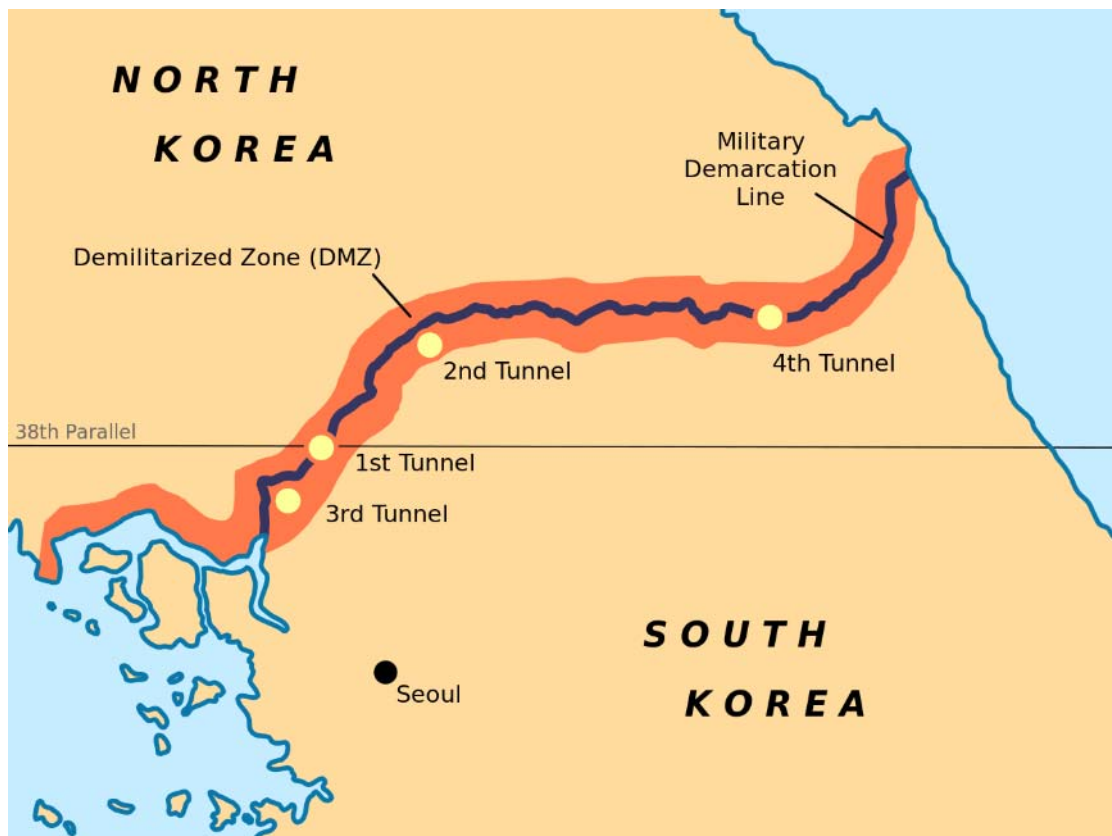 NORTH
KOREA
Military
Demarcation
Line
Demilitarized Zone (DMZ)
2nd Tunnel
4th Tunnel
38th Parallel
1st Tunnel
3rd Tunnel
SOUTH
KOREA
Seoul